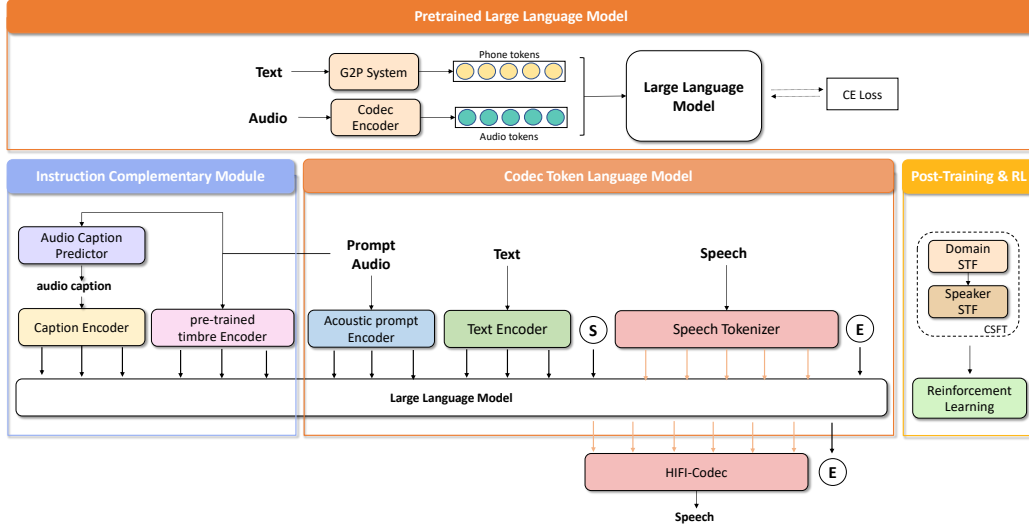 Pretrained Large Language Model
Phone tokens
Text
G2P System
Large Language
Model
CE Loss
Audio
Codec
Encoder
Audio tokens
Instruction Complementary Module
Codec Token Language Model
Post-Training & RL
Audio Caption
Predictor
audio caption
Caption Encoder
pre-trained
timbre Encoder
Prompt
Audio
Text
Speech
Acoustic prompt
Encoder
Text Encoder
S
Speech Tokenizer
E
Large Language Model
Domain
STF
Speaker
STF
CSFT
Reinforcement
Learning
HIFI-Codec
E
Speech